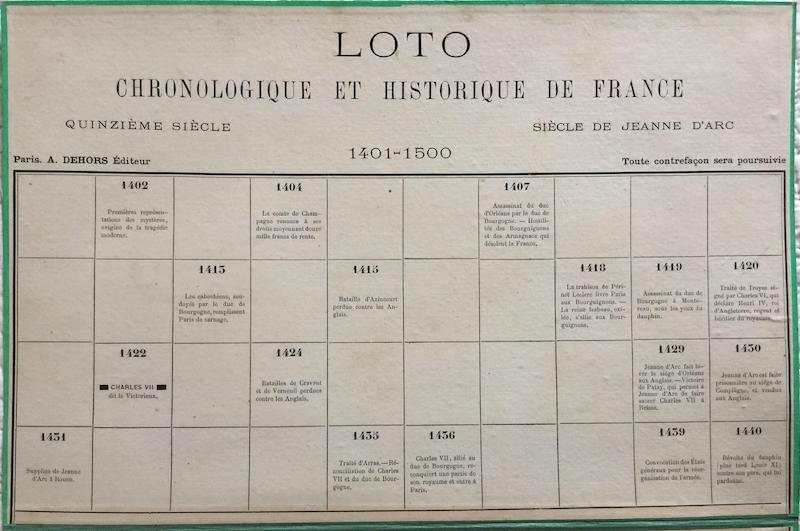 LOTO
CHRONOLOGIQUE ET HISTORIQUE DE FRANCE
QUINZIÈME SIÈCLE
SIÈCLE DE JEANNE D'ARC
1401-1500
Paris. A. DEHORS Éditeur
Toute contrefaçon sera poursuivie
1402
Premières représen-
tations des mystères,
origine de la tragédie
moderne.
1404
Le comte de Cham-
pagne renonce à ses
droits moyennant douze
mille francs de rente.
1407
Assasinat du duc
d'Orléans par le duc de
Bourgogne. — Hostili-
tés des Bourguignons
et des Armagnacs qui
désolent la France.
1413
Les cabochiens, sou-
doyés par le duc de
Bourgogne, remplissent
Paris de carnage.
1415
Bataille d'Azincourt
perdue contre les An-
glais.
1418
La trahison de Péri-
net Leclerc livre Paris
aux Bourguignons. —
La reine Isabeau, exi-
lée, s'allie aux Bour-
guignons.
1419
Assassinat du duc de
Bourgogne à Monte-
reau, sous les yeux du
dauphin.
1420
Traité de Troyes si-
gné par Charles VI, qui
déclare Henri IV, roi
d'Angleterre, régent et
héritier du royaume.
1422
CHARLES VII
dit le Victorieux.
1424
Batailles de Cravant
et de Verneuil perdues
contre les Anglais.
1429
Jeanne d'Arc fait le-
ver le siège d'Orléans
aux Anglais. — Victoire
de Patay, qui permet à
Jeanne d'Arc de faire
sacrer Charles VII à
Reims.
1430
Jeanne d'Arc est faite
prisonnière au siège de
Compiègne, et vendue
aux Anglais.
1431
Supplice de Jeanne
d'Arc à Rouen.
1435
Traité d'Arras. — Ré-
conciliation de Charles
VII et du duc de Bour-
gogne.
1436
Charles VII, allié au
duc de Bourgogne, re-
conquiert une partie de
son royaume et entre à
Paris.
1439
Convocation des États
généraux pour la réor-
ganisation de l'armée.
1440
Révolte du dauphin
(plus tard Louis XI)
contre son père, qui lui
pardonne.